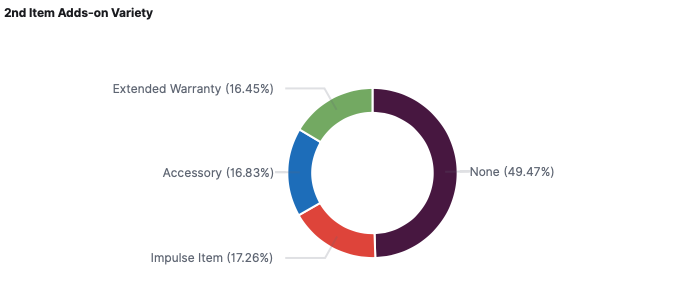 2nd Item Adds-on Variety
Extended Warranty (16.45%)
Accessory (16.83%)
None (49.47%)
Impulse Item (17.26%)